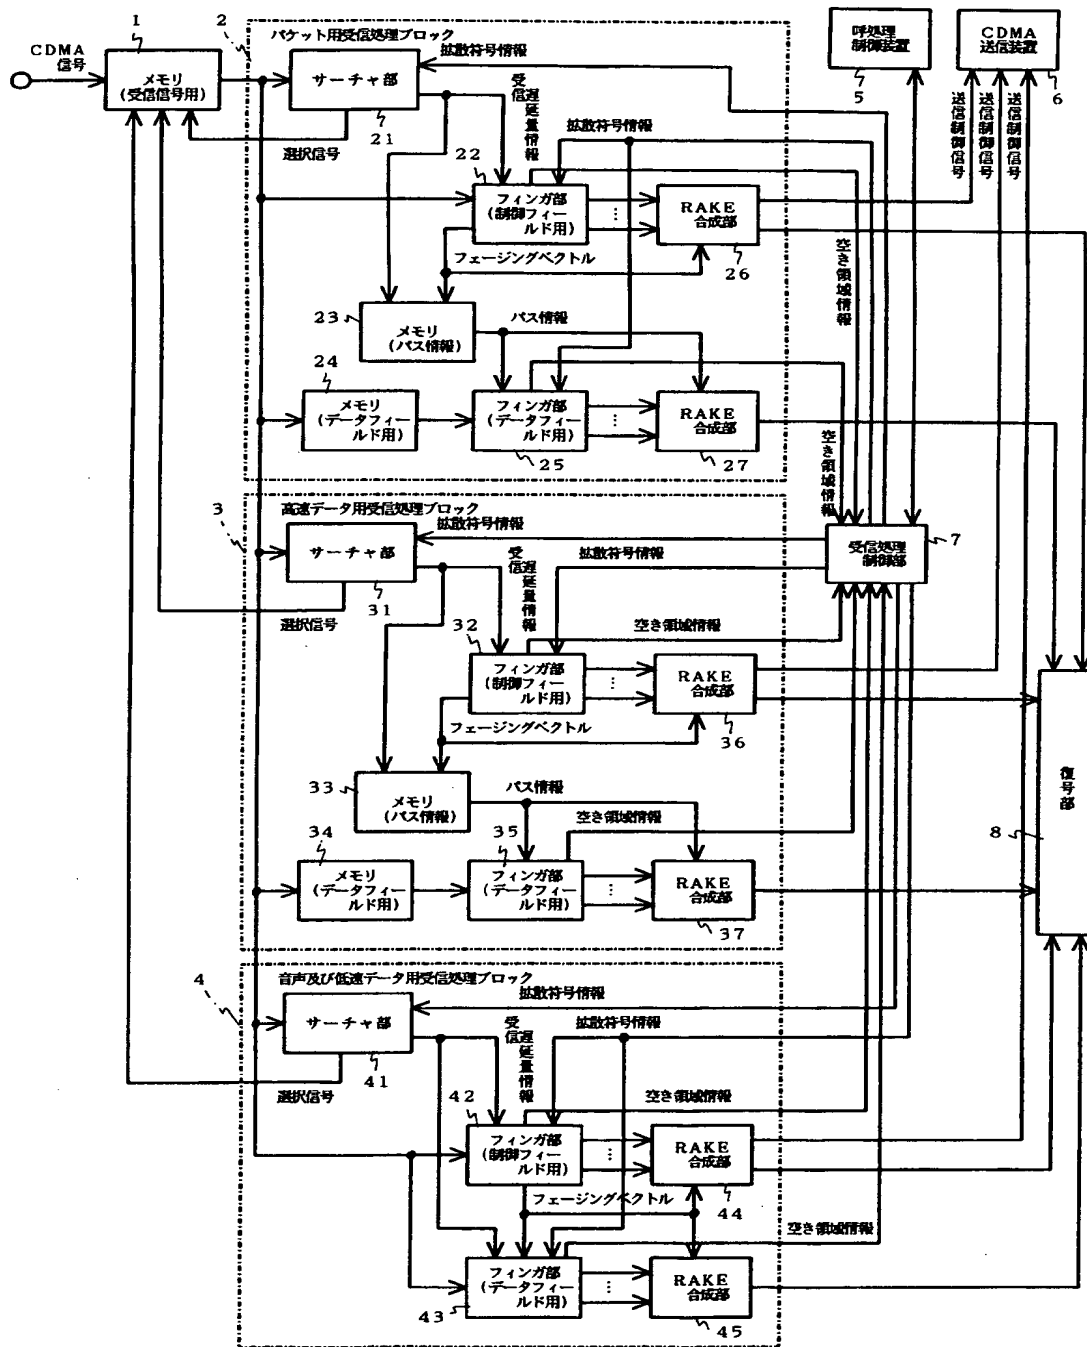 CDMA
信号
1
メモリ
(受信信号用)
2
パケット用受信処理ブロック
サーチャ部
21
選択信号
拡散符号情報
受信遅延量情報
拡散符号情報
22
フィンガ部
(制御フィー
ルド用)
フェージングベクトル
RAKE
合成部
26
23
メモリ
(パス情報)
パス情報
24
メモリ
(データフィー
ルド用)
フィンガ部
(データフィー
ルド用)
25
RAKE
合成部
27
空き領域情報
空き領域情報
呼処理
制御装置
5
CDMA
送信装置
6
送信制御信号
送信制御信号
送信制御信号
3
高速データ用受信処理ブロック
サーチャ部
31
選択信号
拡散符号情報
受信遅延量情報
拡散符号情報
受信処理
制御部
7
32
空き領域情報
フィンガ部
(制御フィー
ルド用)
フェージングベクトル
RAKE
合成部
36
33
メモリ
(パス情報)
パス情報
空き領域情報
34
メモリ
(データフィー
ルド用)
35
フィンガ部
(データフィー
ルド用)
RAKE
合成部
37
復号部
8
4
音声及び低速データ用受信処理ブロック
サーチャ部
41
選択信号
拡散符号情報
受信遅延量情報
拡散符号情報
42
空き領域情報
フィンガ部
(制御フィー
ルド用)
フェージングベクトル
RAKE
合成部
44
空き領域情報
フィンガ部
(データフィー
ルド用)
43
RAKE
合成部
45